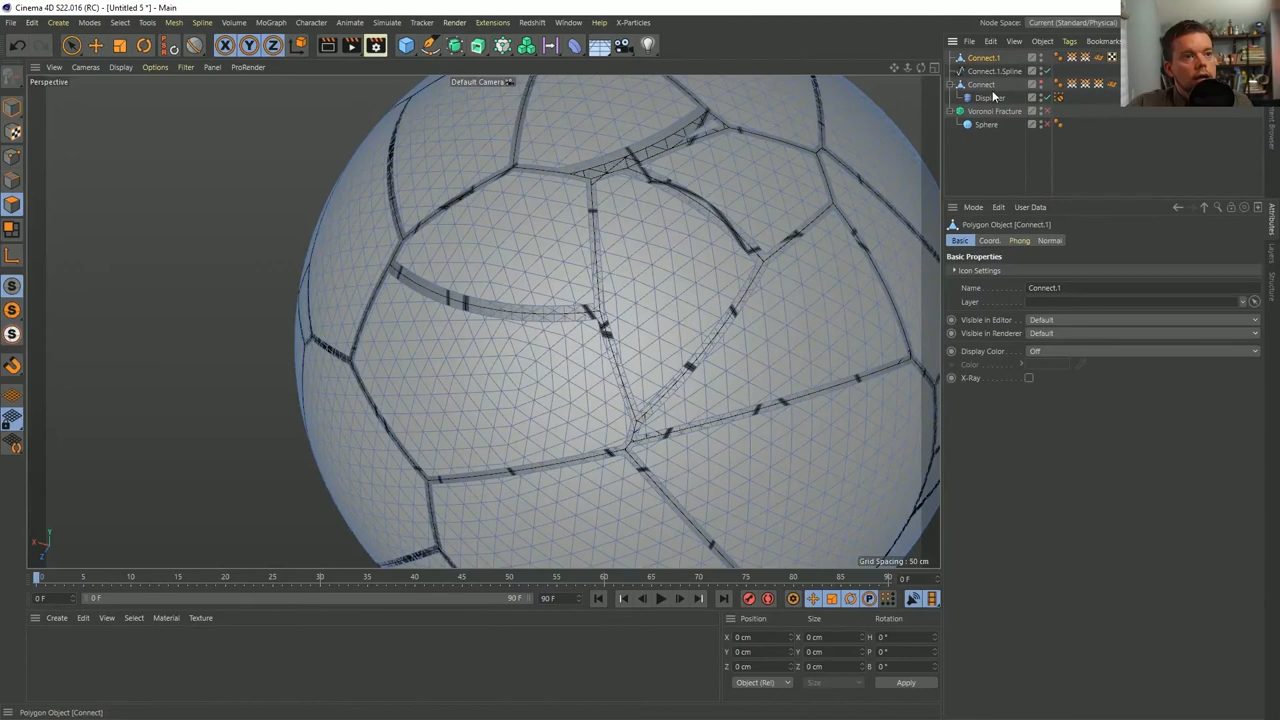 Cinema 4D S22.016 (RC) - [Untitled 5 *] - Main
File Edit Create Modes Select Tools Mesh Spline Volume MoGraph Character Animate Simulate Tracker Render Extensions Redshift Window Help X-Particles
Node Space: Current (Standard/Physical)
View Cameras Display Options Filter Panel ProRender
File Edit View Object Tags Bookmarks
Perspective
Default Camera
Connect.1
Connect.1.Spline
Connect
Voronoi Fracture
Sphere
Mode Edit User Data
Polygon Object [Connect.1]
Basic Coord. Phong Normal
Basic Properties
Icon Settings
Name Connect.1
Layer
Visible in Editor Default
Visible in Renderer Default
Display Color Off
Color
X-Ray
Attributes
Layers
Structure
Grid Spacing : 50 cm
0 5 10 15 20 25 30 35 40 45 50 55 60 65 70 75 80 85 90 0 F
0 F 0 F 90 F 90 F
Create Edit View Select Material Texture
Position Size Rotation
X 0 cm X 0 cm H 0 °
Y 0 cm Y 0 cm P 0 °
Z 0 cm Z 0 cm B 0 °
Object (Rel) Size Apply
Polygon Object [Connect]